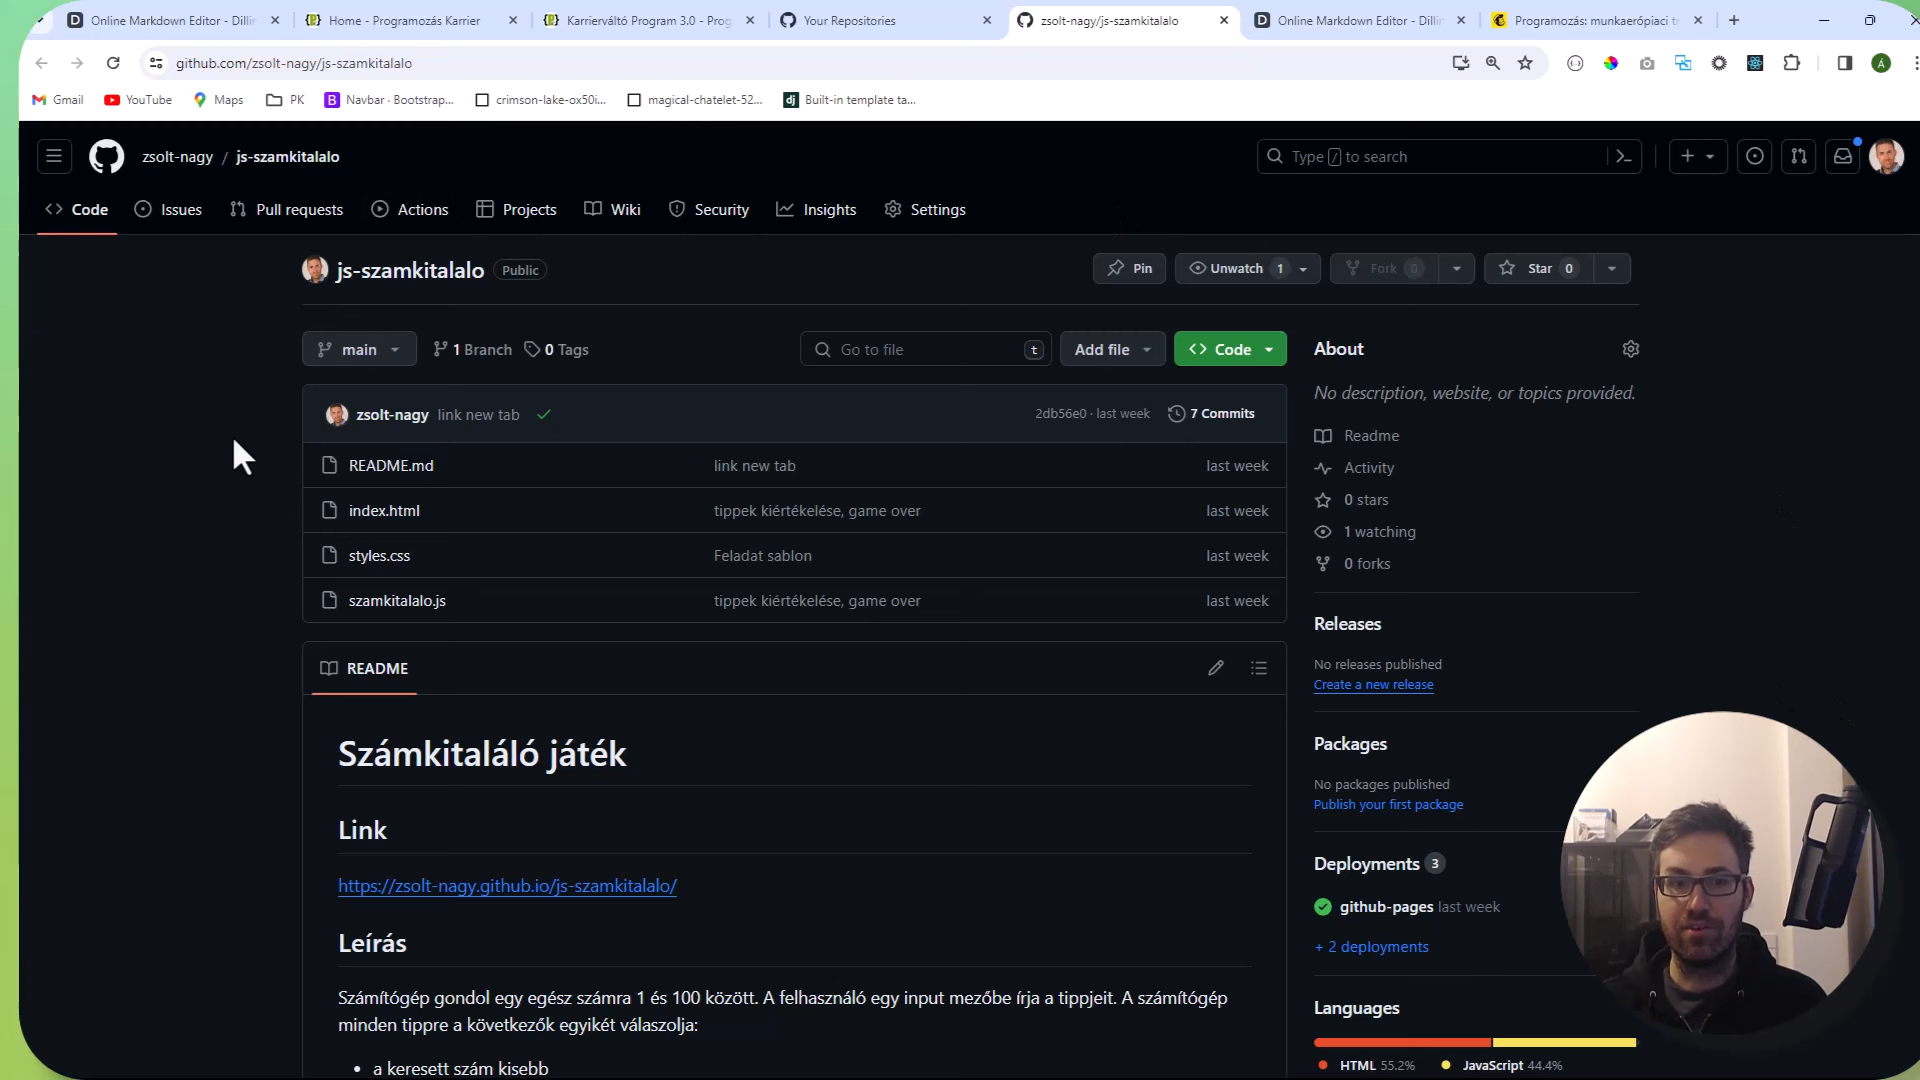 Online Markdown Editor - Dillin
Home - Programozás Karrier
Karrierváltó Program 3.0 - Prog
Your Repositories
zsolt-nagy/js-szamkitalalo
Online Markdown Editor - Dillin
Programozás: munkaerópiaci t
github.com/zsolt-nagy/js-szamkitalalo
Á
Gmail
YouTube
Maps
PK
Navbar · Bootstrap...
crimson-lake-ox50i...
magical-chatelet-52...
dj Built-in template ta...
zsolt-nagy / js-szamkitalalo
Type / to search
Code
Issues
Pull requests
Actions
Projects
Wiki
Security
Insights
Settings
js-szamkitalalo Public
Pin
Unwatch 1
Fork 0
Star 0
main
1 Branch
0 Tags
Go to file t
Add file
Code
zsolt-nagy link new tab
2db56e0 · last week
7 Commits
README.md link new tab last week
index.html tippek kiértékelése, game over last week
styles.css Feladat sablon last week
szamkitalalo.js tippek kiértékelése, game over last week
README
Számkitaláló játék
Link
https://zsolt-nagy.github.io/js-szamkitalalo/
Leírás
Számítógép gondol egy egész számra 1 és 100 között. A felhasználó egy input mezőbe írja a tippjeit. A számítógép
minden tippre a következők egyikét válaszolja:
• a keresett szám kisebb
About
No description, website, or topics provided.
Readme
Activity
0 stars
1 watching
0 forks
Releases
No releases published
Create a new release
Packages
No packages published
Publish your first package
Deployments 3
github-pages last week
+ 2 deployments
Languages
HTML 55.2%
JavaScript 44.4%